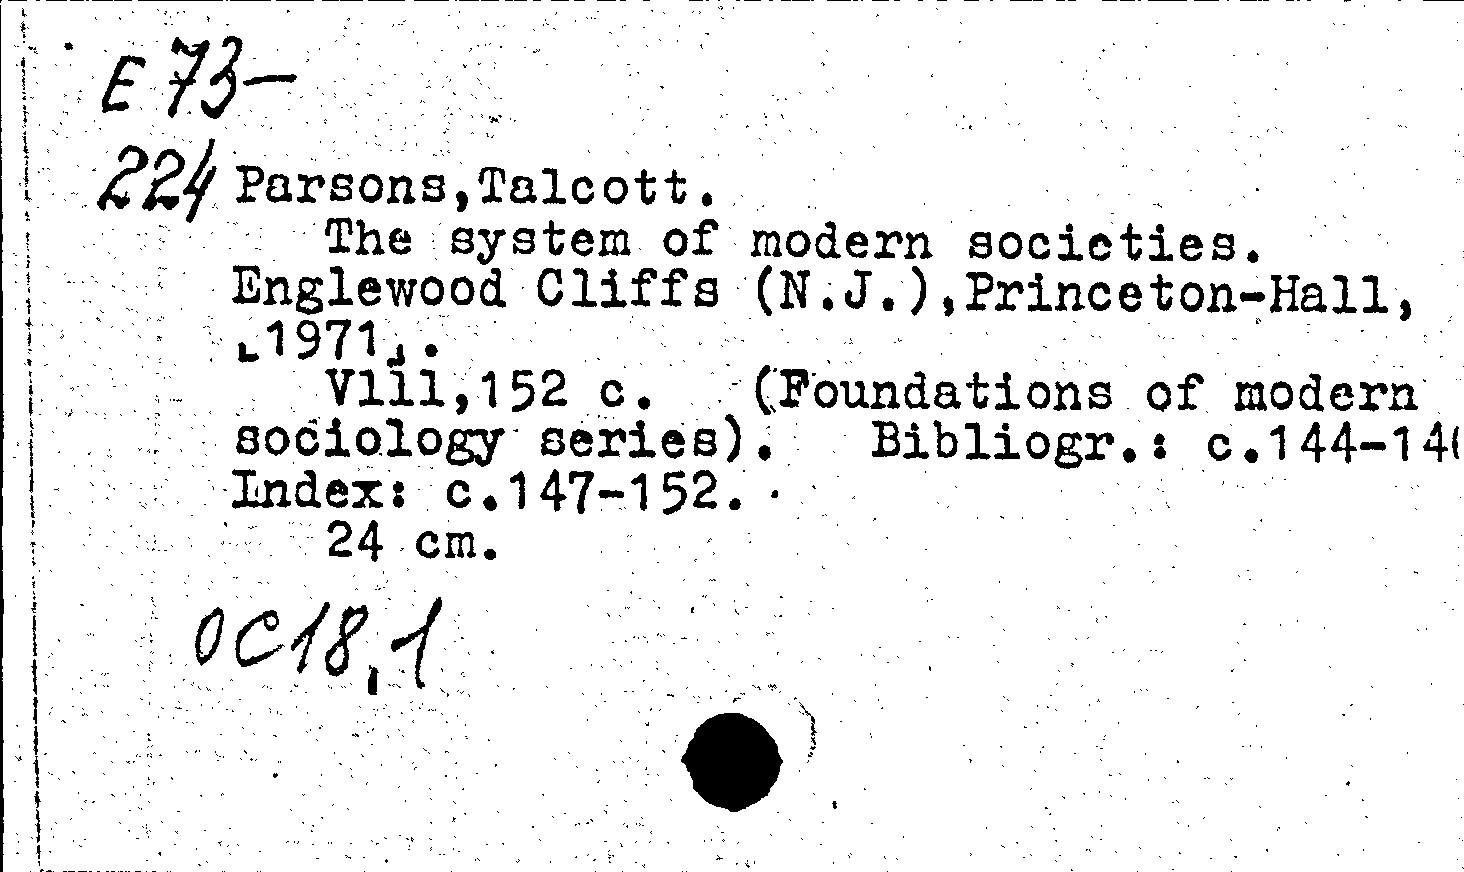 E 73-
224 Parsons,Talcott.
The system of modern societies.
Englewood Cliffs (N.J.),Princeton-Hall,
⌞1971⌟.
Vlll,152 c. (Foundations of modern
sociology series). Bibliogr.: c.144-14
Index: c.147-152.
24 cm.
ОС18,1